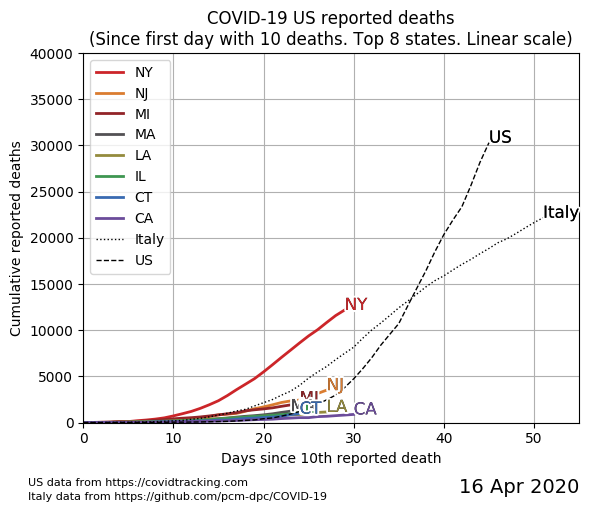 COVID-19 US reported deaths
(Since first day with 10 deaths. Top 8 states. Linear scale)
40000
35000
30000
25000
20000
15000
10000
5000
0
Cumulative reported deaths
NY
NJ
MI
MA
LA
IL
CT
CA
Italy
US
US
Italy
NY
NJ
MI
CT
LA
CA
0
10
20
30
40
50
Days since 10th reported death
US data from https://covidtracking.com
Italy data from https://github.com/pcm-dpc/COVID-19
16 Apr 2020